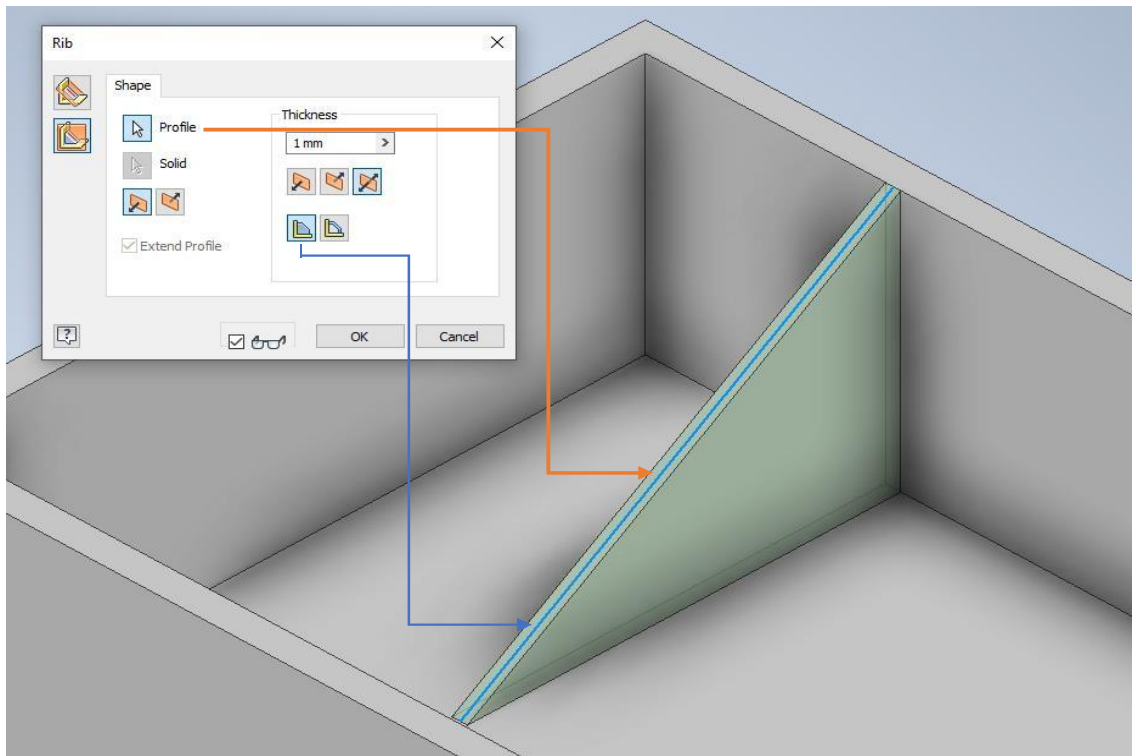 Rib
Shape
Profile
Solid
Extend Profile
Thickness
1 mm
>
?
OK
Cancel